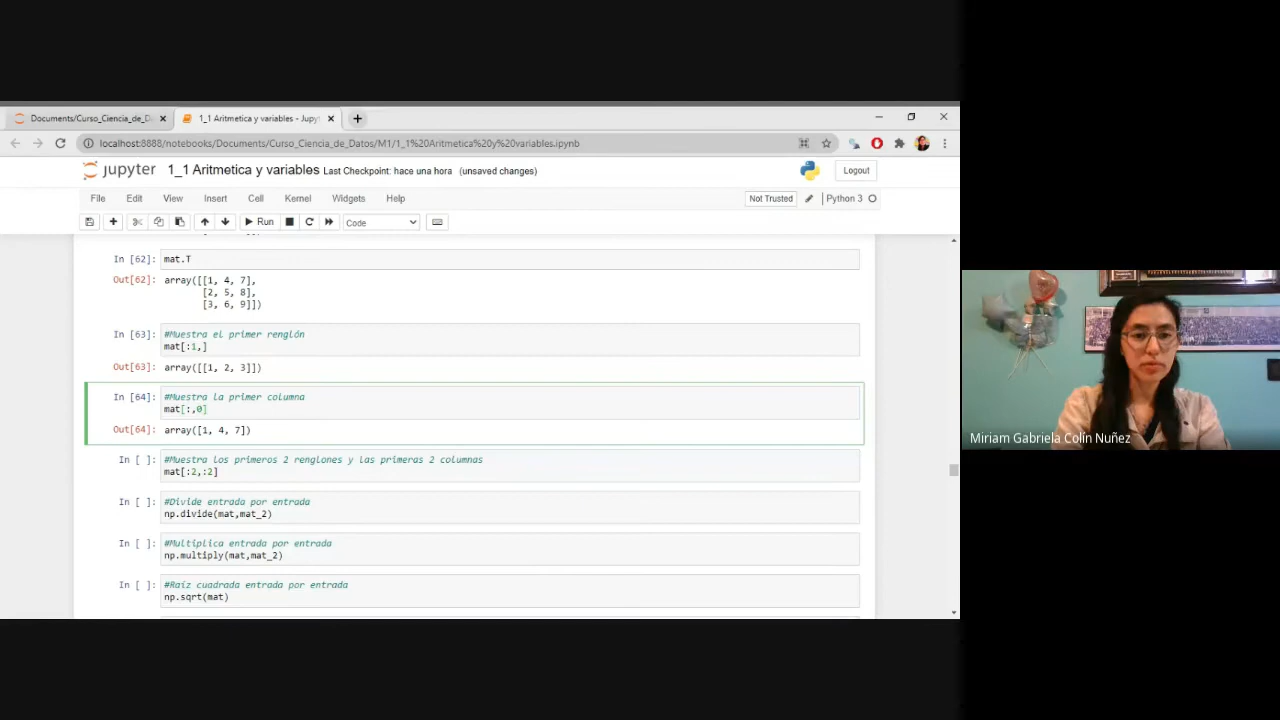 Documents/Curso_Ciencia_de_D
1_1 Aritmetica y variables - Jupyt
localhost:8888/notebooks/Documents/Curso_Ciencia_de_Datos/M1/1_1%20Aritmetica%20y%20variables.ipynb
jupyter 1_1 Aritmetica y variables Last Checkpoint: hace una hora (unsaved changes)
Logout
File Edit View Insert Cell Kernel Widgets Help
Not Trusted
Python 3
Run
Code
In [62]: mat.T
Out[62]: array([[1, 4, 7],
[2, 5, 8],
[3, 6, 9]])
In [63]: #Muestra el primer renglón
mat[:1,]
Out[63]: array([[1, 2, 3]])
In [64]: #Muestra la primer columna
mat[:,0]
Out[64]: array([1, 4, 7])
In [ ]: #Muestra los primeros 2 renglones y las primeras 2 columnas
mat[:2,:2]
In [ ]: #Divide entrada por entrada
np.divide(mat,mat_2)
In [ ]: #Multiplica entrada por entrada
np.multiply(mat,mat_2)
In [ ]: #Raíz cuadrada entrada por entrada
np.sqrt(mat)
Miriam Gabriela Colín Nuñez